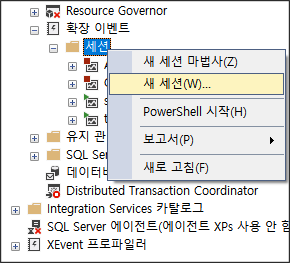 Resource Governor
확장 이벤트
세션
새 세션 마법사(Z)
새 세션(W)...
PowerShell 시작(H)
보고서(P)
새로 고침(F)
유지 관
SQL Ser
데이터베
Distributed Transaction Coordinator
Integration Services 카탈로그
SQL Server 에이전트(에이전트 XPs 사용 안 함
XEvent 프로파일러